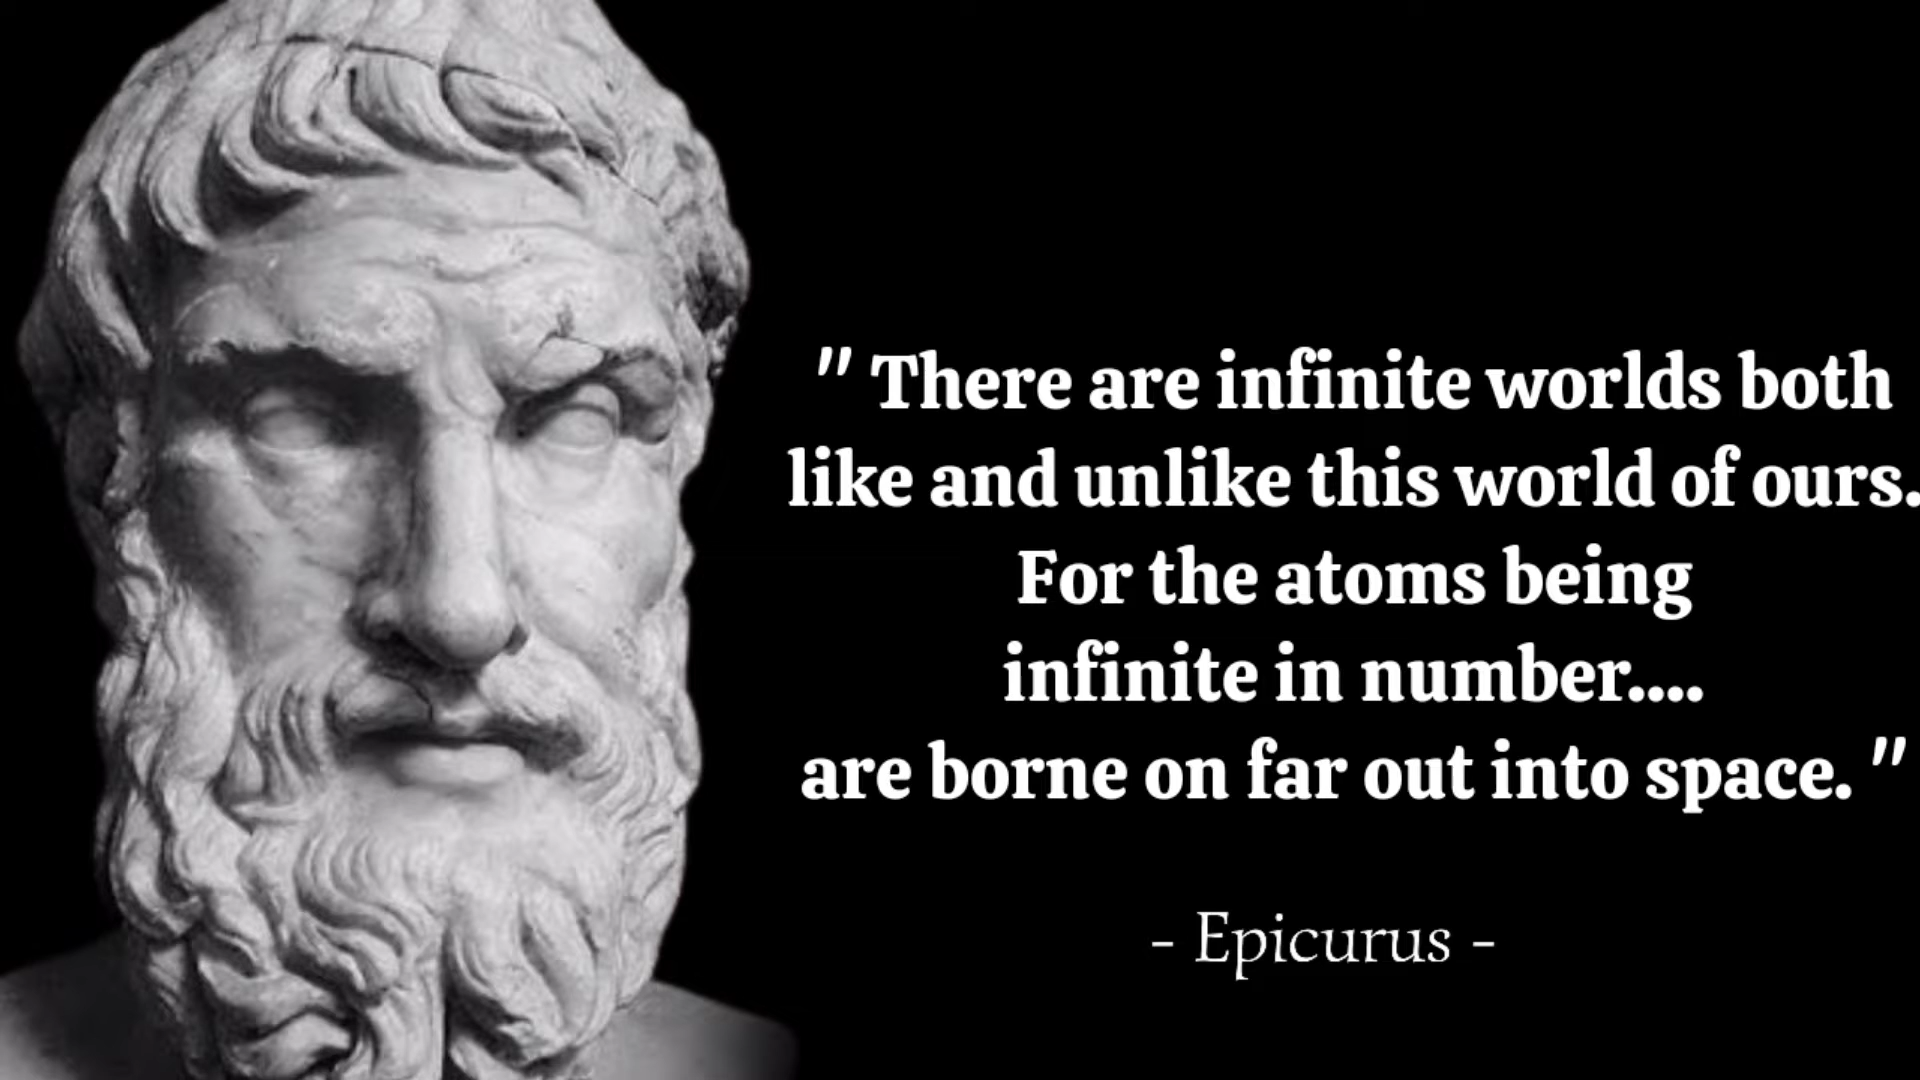 " There are infinite worlds both
like and unlike this world of ours.
For the atoms being
infinite in number....
are borne on far out into space. "
- Epicurus -